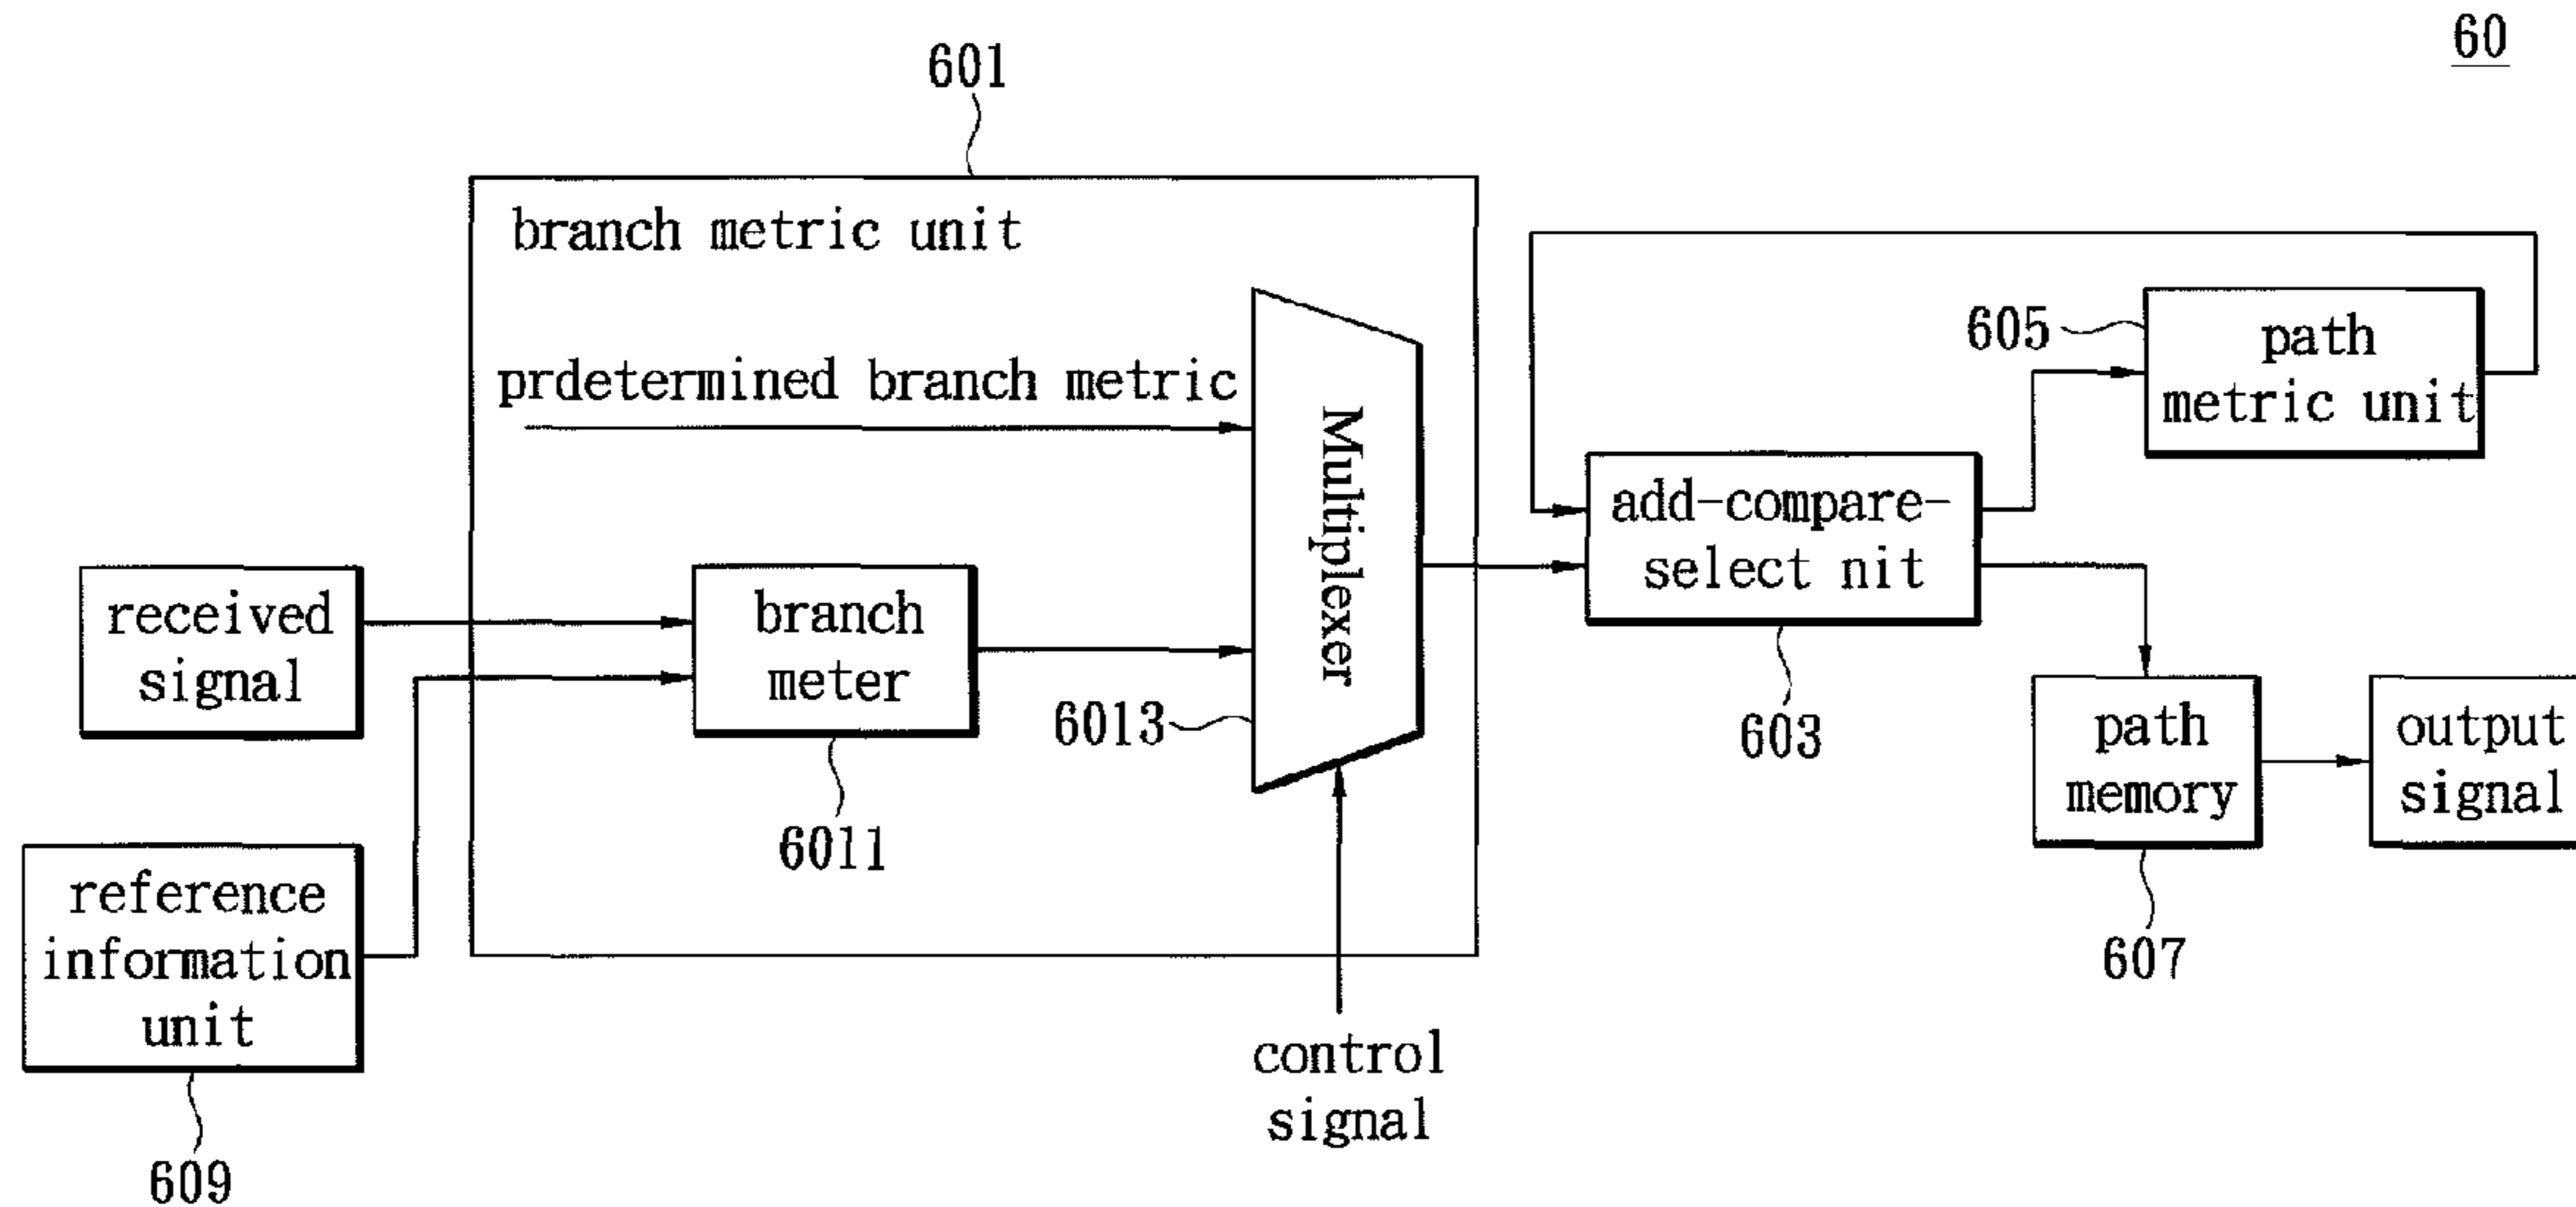 60
601
branch metric unit
prdetermined branch metric
Multiplexer
605
path
metric unit
add-compare-
select nit
603
received
signal
branch
meter
6013
6011
path
memory
607
output
signal
reference
information
unit
609
control
signal